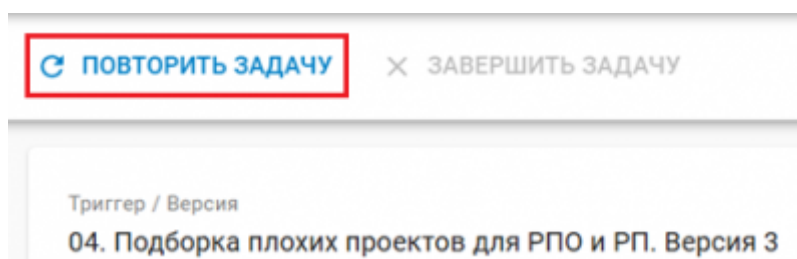 ПОВТОРИТЬ ЗАДАЧУ ЗАВЕРШИТЬ ЗАДАЧУ
Триггер / Версия
04. Подборка плохих проектов для РПО и РП. Версия 3